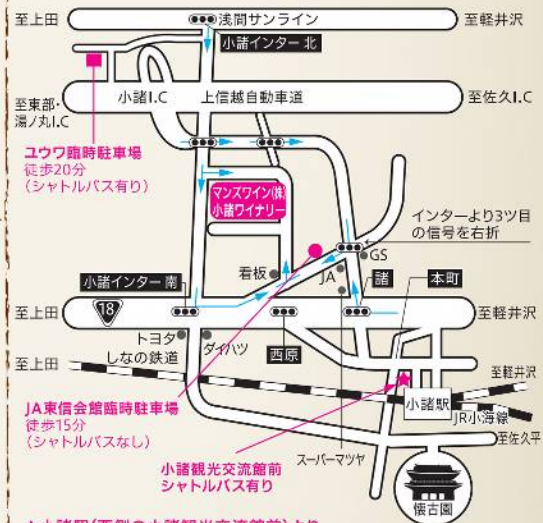 至上田
浅間サンライン
至軽井沢
小諸インター 北
至東部・
湯ノ丸I.C
小諸I.C
上信越自動車道
至佐久I.C
ユウワ臨時駐車場
徒歩20分
(シャトルバス有り)
マンズワイン(株)
小諸ワイナリー
インターより3ツ目
の信号を右折
GS
看板
JA
小諸インター 南
諸
本町
至上田
18
至軽井沢
トヨタ
ダイハツ
西原
至上田
しなの鉄道
至軽井沢
JA東信会館臨時駐車場
徒歩15分
(シャトルバスなし)
小諸駅
JR小海線
至佐久平
小諸観光交流館前
シャトルバス有り
スーパーマツヤ
懐古園